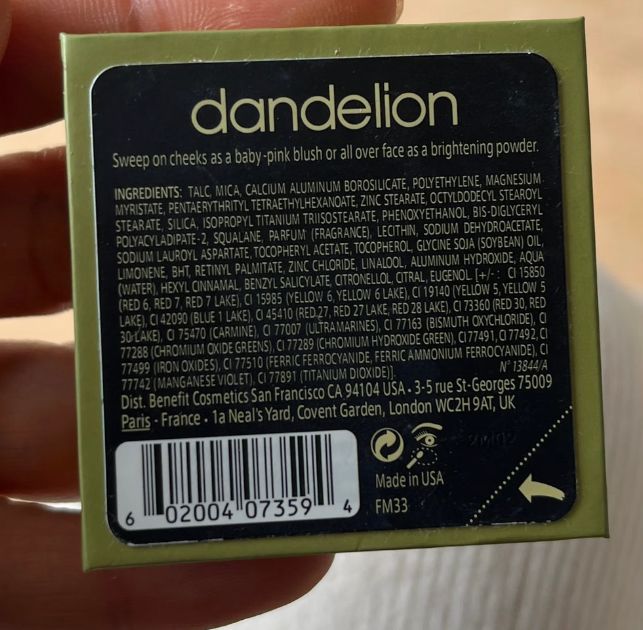 dandelion
Sweep on cheeks as a baby-pink blush or all over face as a brightening powder.
INGREDIENTS: TALC, MICA, CALCIUM ALUMINUM BOROSILICATE, POLYETHYLENE, MAGNESIUM
MYRISTATE, PENTAERYTHRITYL TETRAETHYLHEXANOATE, ZINC STEARATE, OCTYLDODECYL STEAROYL
STEARATE, SILICA, ISOPROPYL TITANIUM TRIISOSTEARATE, PHENOXYETHANOL, BIS-DIGLYCERYL
POLYACYLADIPATE-2, SQUALANE, PARFUM (FRAGRANCE), LECITHIN, SODIUM DEHYDROACETATE,
SODIUM LAUROYL ASPARTATE, TOCOPHERYL ACETATE, TOCOPHEROL, GLYCINE SOJA (SOYBEAN) OIL,
LIMONENE, BHT, RETINYL PALMITATE, ZINC CHLORIDE, LINALOOL, ALUMINUM HYDROXIDE, AQUA
(WATER), HEXYL CINNAMAL, BENZYL SALICYLATE, CITRONELLOL, CITRAL, EUGENOL. [+/- : CI 15850
(RED 6, RED 7, RED 7 LAKE), CI 15985 (YELLOW 6, YELLOW 6 LAKE), CI 19140 (YELLOW 5, YELLOW 5
LAKE), CI 42090 (BLUE 1 LAKE), CI 45410 (RED 27, RED 27 LAKE, RED 28 LAKE), CI 73360 (RED 30, RED
30 LAKE), CI 75470 (CARMINE), CI 77007 (ULTRAMARINES), CI 77163 (BISMUTH OXYCHLORIDE), CI
77288 (CHROMIUM OXIDE GREENS), CI 77289 (CHROMIUM HYDROXIDE GREEN), CI 77491, CI 77492, CI
77499 (IRON OXIDES), CI 77510 (FERRIC FERROCYANIDE, FERRIC AMMONIUM FERROCYANIDE), CI
77742 (MANGANESE VIOLET), CI 77891 (TITANIUM DIOXIDE)]. N° 13844/A
Dist. Benefit Cosmetics San Francisco CA 94104 USA • 3-5 rue St-Georges 75009
Paris - France • 1a Neal's Yard, Covent Garden, London WC2H 9AT, UK
Made in USA
FM33
6 02004 07359 4